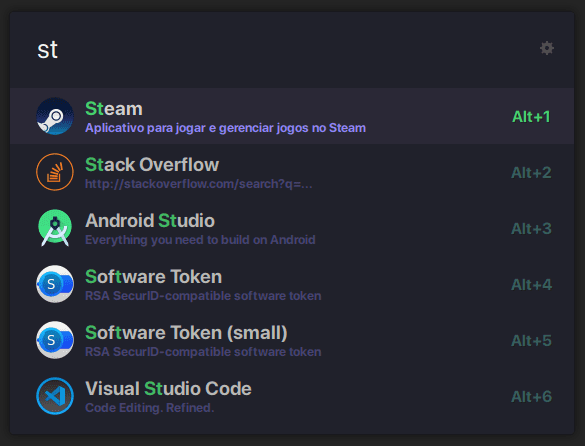 st
Steam
Aplicativo para jogar e gerenciar jogos no Steam
Alt+1
Stack Overflow
http://stackoverflow.com/search?q=...
Alt+2
Android Studio
Everything you need to build on Android
Alt+3
S
Software Token
RSA SecurID-compatible software token
Alt+4
S
Software Token (small)
RSA SecurID-compatible software token
Alt+5
Visual Studio Code
Code Editing. Refined.
Alt+6